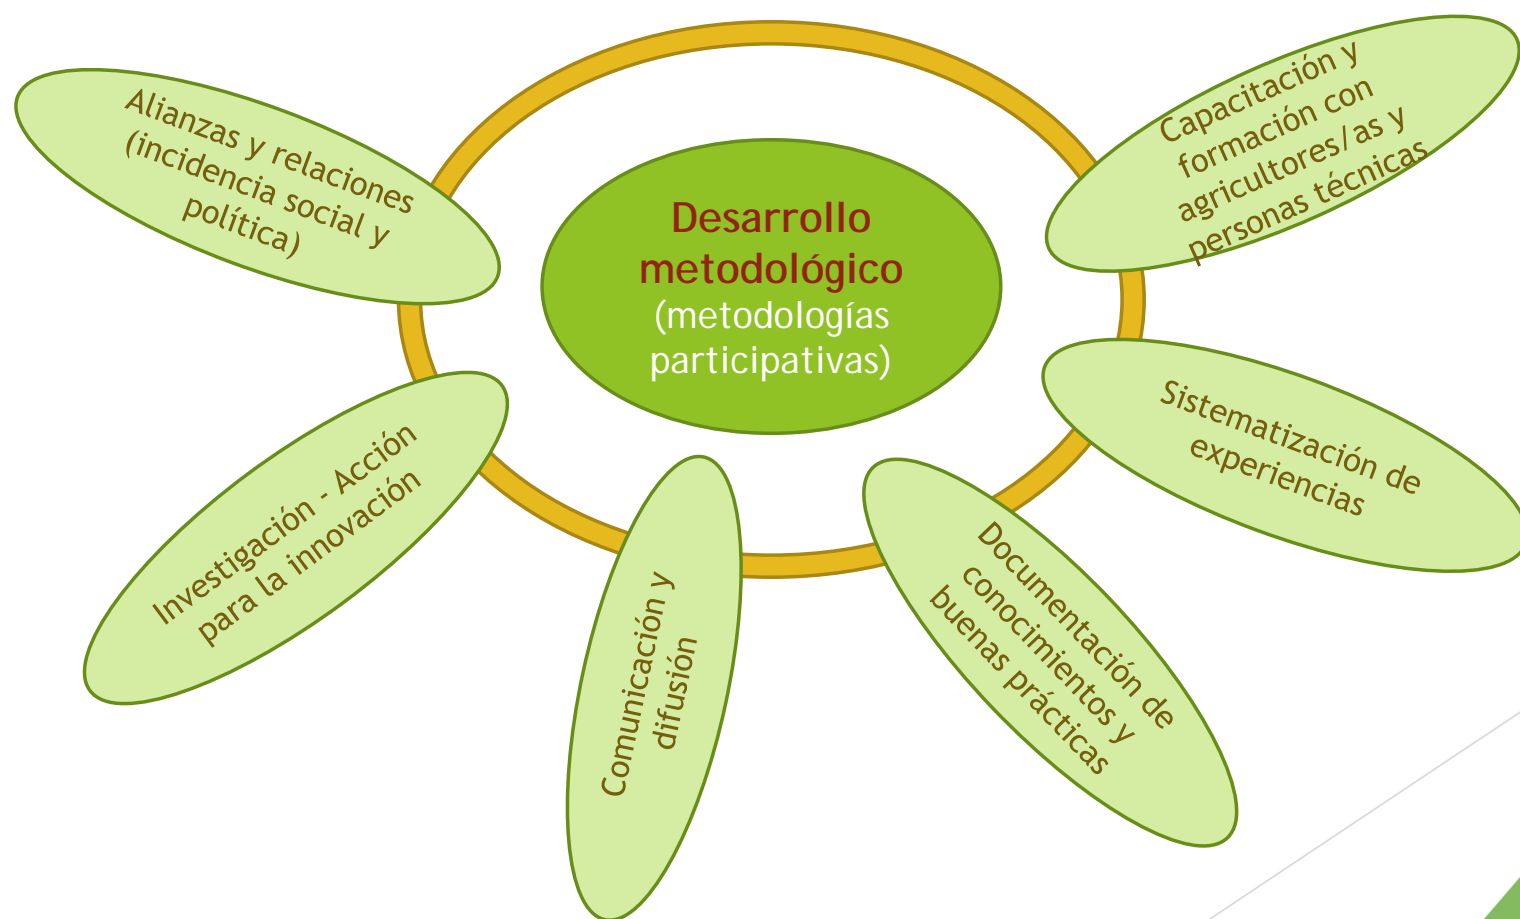 Alianzas y relaciones
(incidencia social y
política)
Capacitación y
formación con
agricultores/as y
personas técnicas
Desarrollo
metodológico
(metodologías
participativas)
Sistematización de
experiencias
Investigación - Acción
para la innovación
Comunicación y
difusión
Documentación de
conocimientos y
buenas prácticas